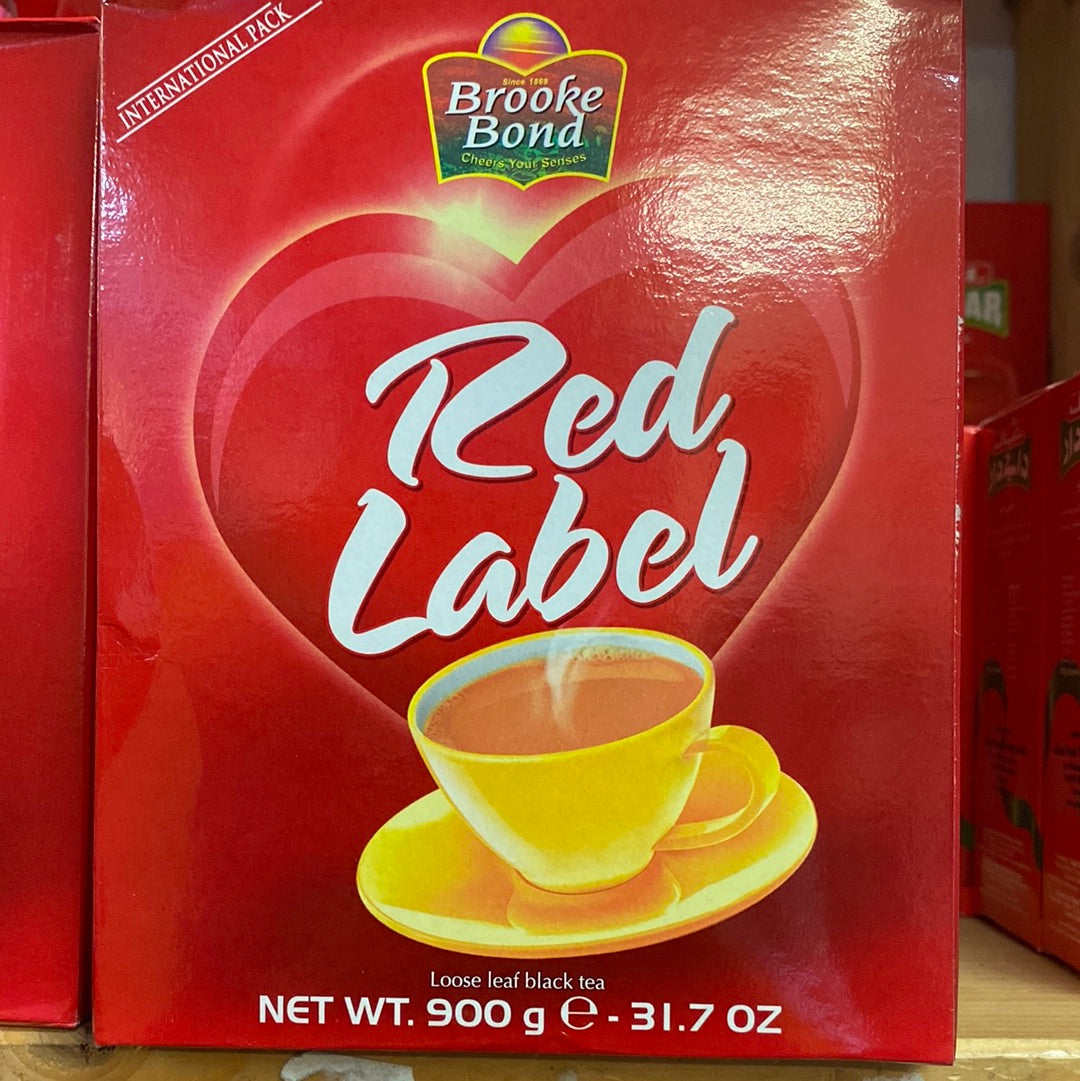 INTERNATIONAL PACK
Since 1869
Brooke
Bond
Cheers Your Senses
Red
Label
Loose leaf black tea
NET WT. 900 g ℮ - 31.7 OZ
AR